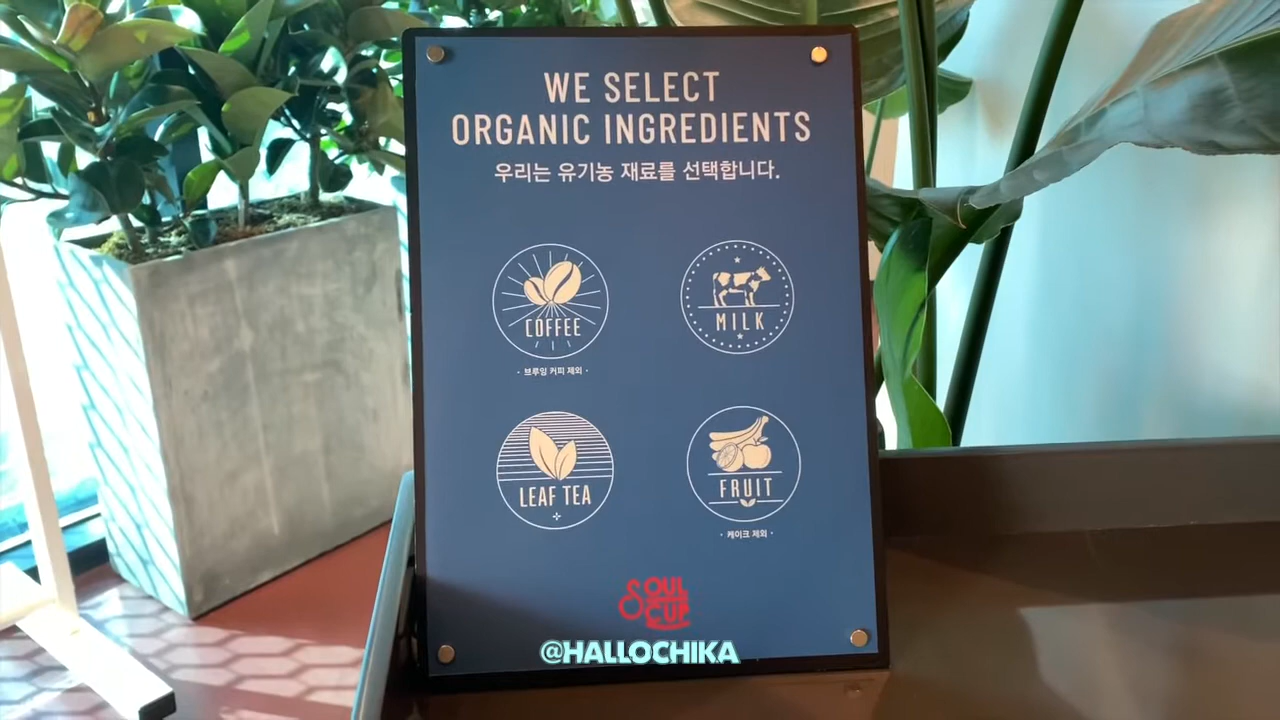 WE SELECT
ORGANIC INGREDIENTS
우리는 유기농 재료를 선택합니다.
COFFEE
· 브루잉 커피 제외 ·
MILK
LEAF TEA
FRUIT
· 케이크 제외 ·
SOUL
CUP
@HALLOCHIKA